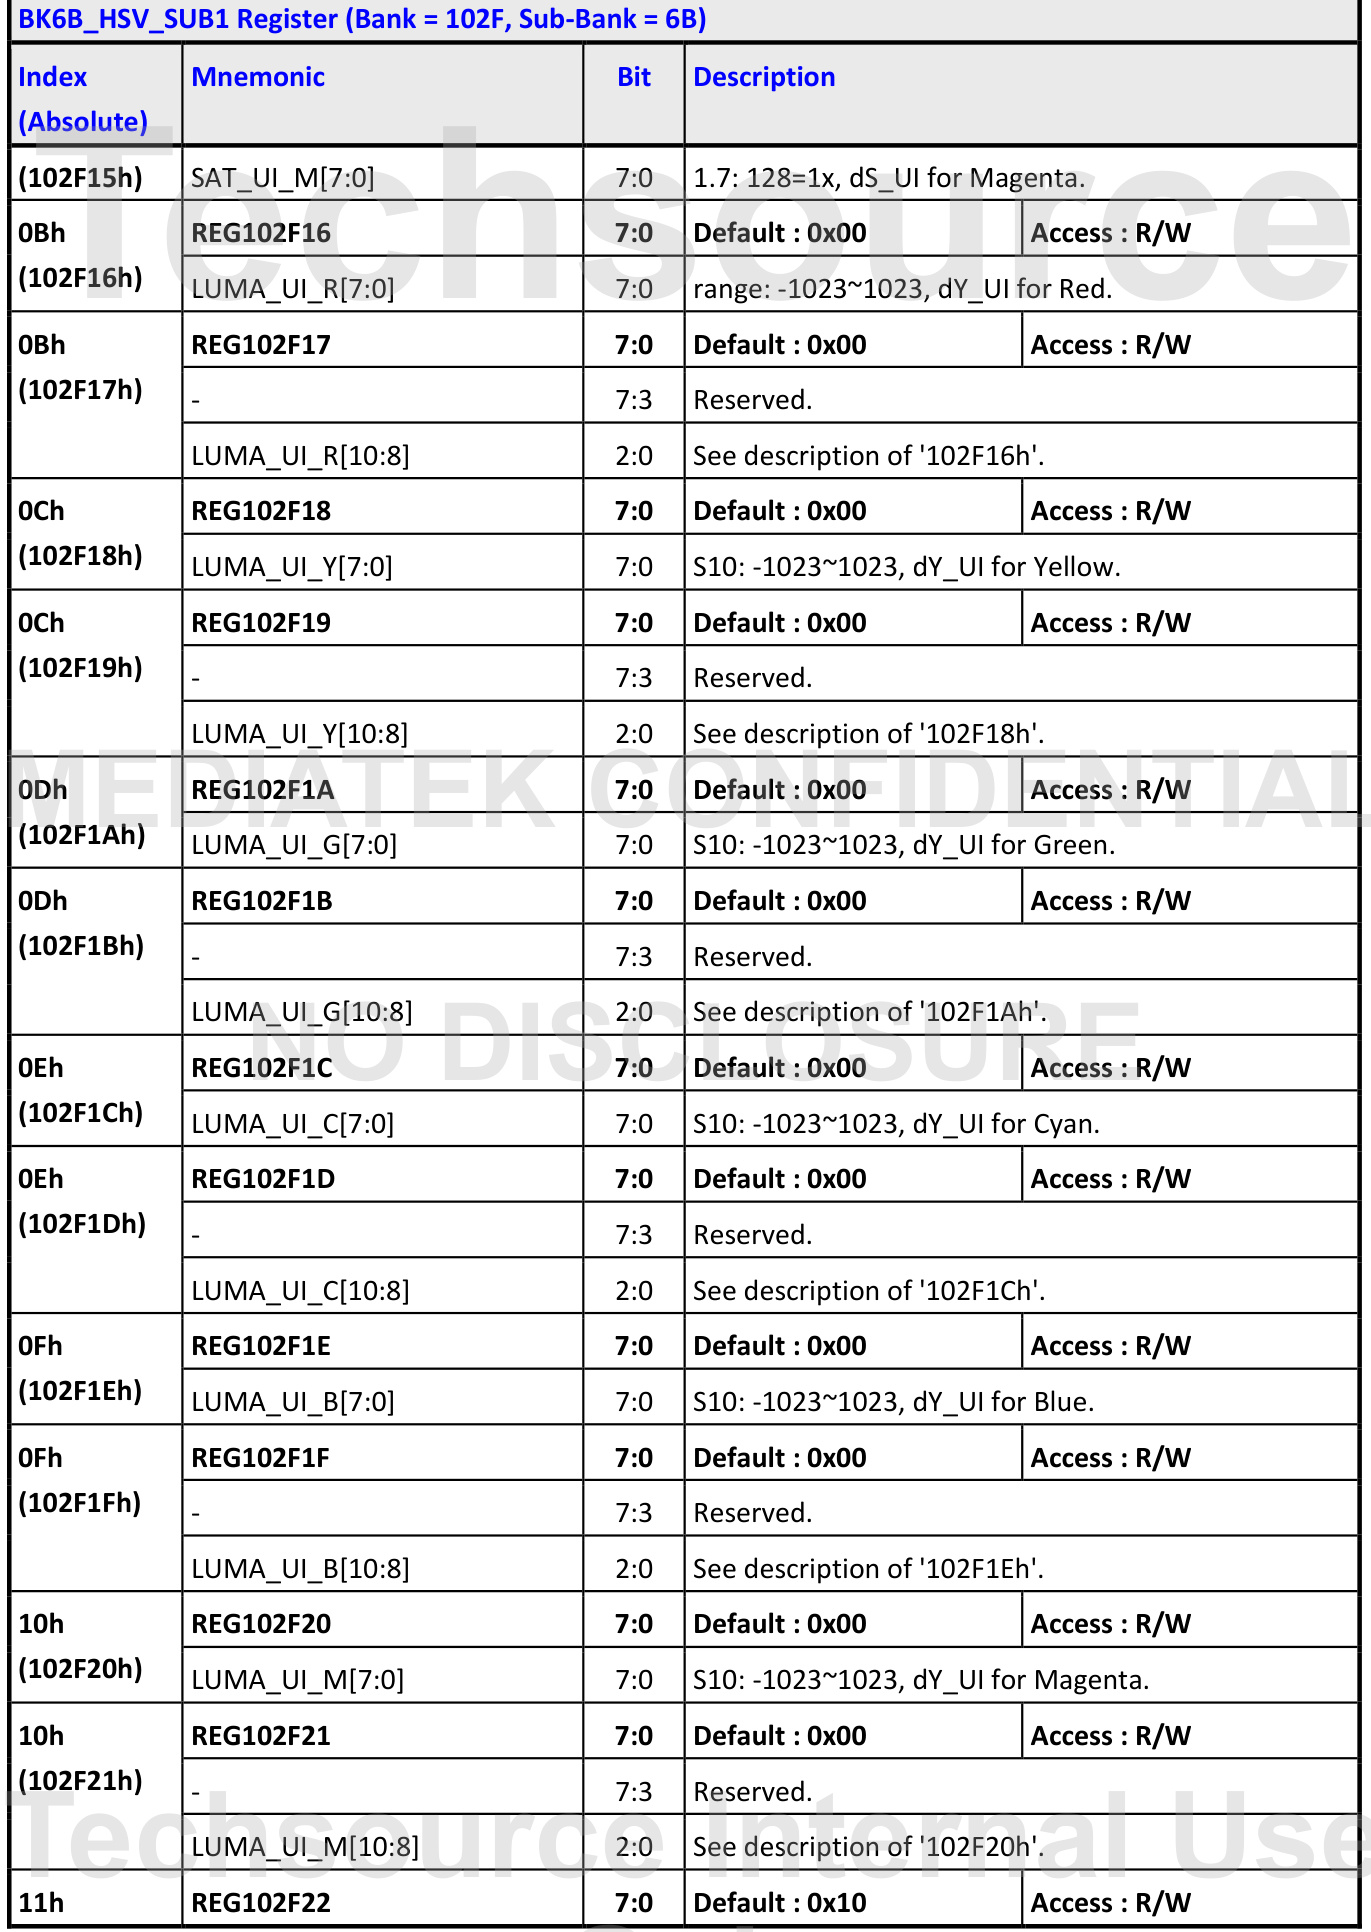 BK6B_HSV_SUB1 Register (Bank = 102F, Sub-Bank = 6B)
Index (Absolute) Mnemonic Bit Description
(102F15h) SAT_UI_M[7:0] 7:0 1.7: 128=1x, dS_UI for Magenta.
Techsource
0Bh REG102F16 7:0 Default : 0x00 Access : R/W
(102F16h) LUMA_UI_R[7:0] 7:0 range: -1023~1023, dY_UI for Red.
0Bh REG102F17 7:0 Default : 0x00 Access : R/W
(102F17h) - 7:3 Reserved.
LUMA_UI_R[10:8] 2:0 See description of '102F16h'.
0Ch REG102F18 7:0 Default : 0x00 Access : R/W
(102F18h) LUMA_UI_Y[7:0] 7:0 S10: -1023~1023, dY_UI for Yellow.
0Ch REG102F19 7:0 Default : 0x00 Access : R/W
(102F19h) - 7:3 Reserved.
LUMA_UI_Y[10:8] 2:0 See description of '102F18h'.
MEDIATEK CONFIDENTIAL
0Dh REG102F1A 7:0 Default : 0x00 Access : R/W
(102F1Ah) LUMA_UI_G[7:0] 7:0 S10: -1023~1023, dY_UI for Green.
0Dh REG102F1B 7:0 Default : 0x00 Access : R/W
(102F1Bh) - 7:3 Reserved.
LUMA_UI_G[10:8] 2:0 See description of '102F1Ah'.
NO DISCLOSURE
0Eh REG102F1C 7:0 Default : 0x00 Access : R/W
(102F1Ch) LUMA_UI_C[7:0] 7:0 S10: -1023~1023, dY_UI for Cyan.
0Eh REG102F1D 7:0 Default : 0x00 Access : R/W
(102F1Dh) - 7:3 Reserved.
LUMA_UI_C[10:8] 2:0 See description of '102F1Ch'.
0Fh REG102F1E 7:0 Default : 0x00 Access : R/W
(102F1Eh) LUMA_UI_B[7:0] 7:0 S10: -1023~1023, dY_UI for Blue.
0Fh REG102F1F 7:0 Default : 0x00 Access : R/W
(102F1Fh) - 7:3 Reserved.
LUMA_UI_B[10:8] 2:0 See description of '102F1Eh'.
10h REG102F20 7:0 Default : 0x00 Access : R/W
(102F20h) LUMA_UI_M[7:0] 7:0 S10: -1023~1023, dY_UI for Magenta.
10h REG102F21 7:0 Default : 0x00 Access : R/W
(102F21h) - 7:3 Reserved.
LUMA_UI_M[10:8] 2:0 See description of '102F20h'.
Techsource Internal Use
11h REG102F22 7:0 Default : 0x10 Access : R/W